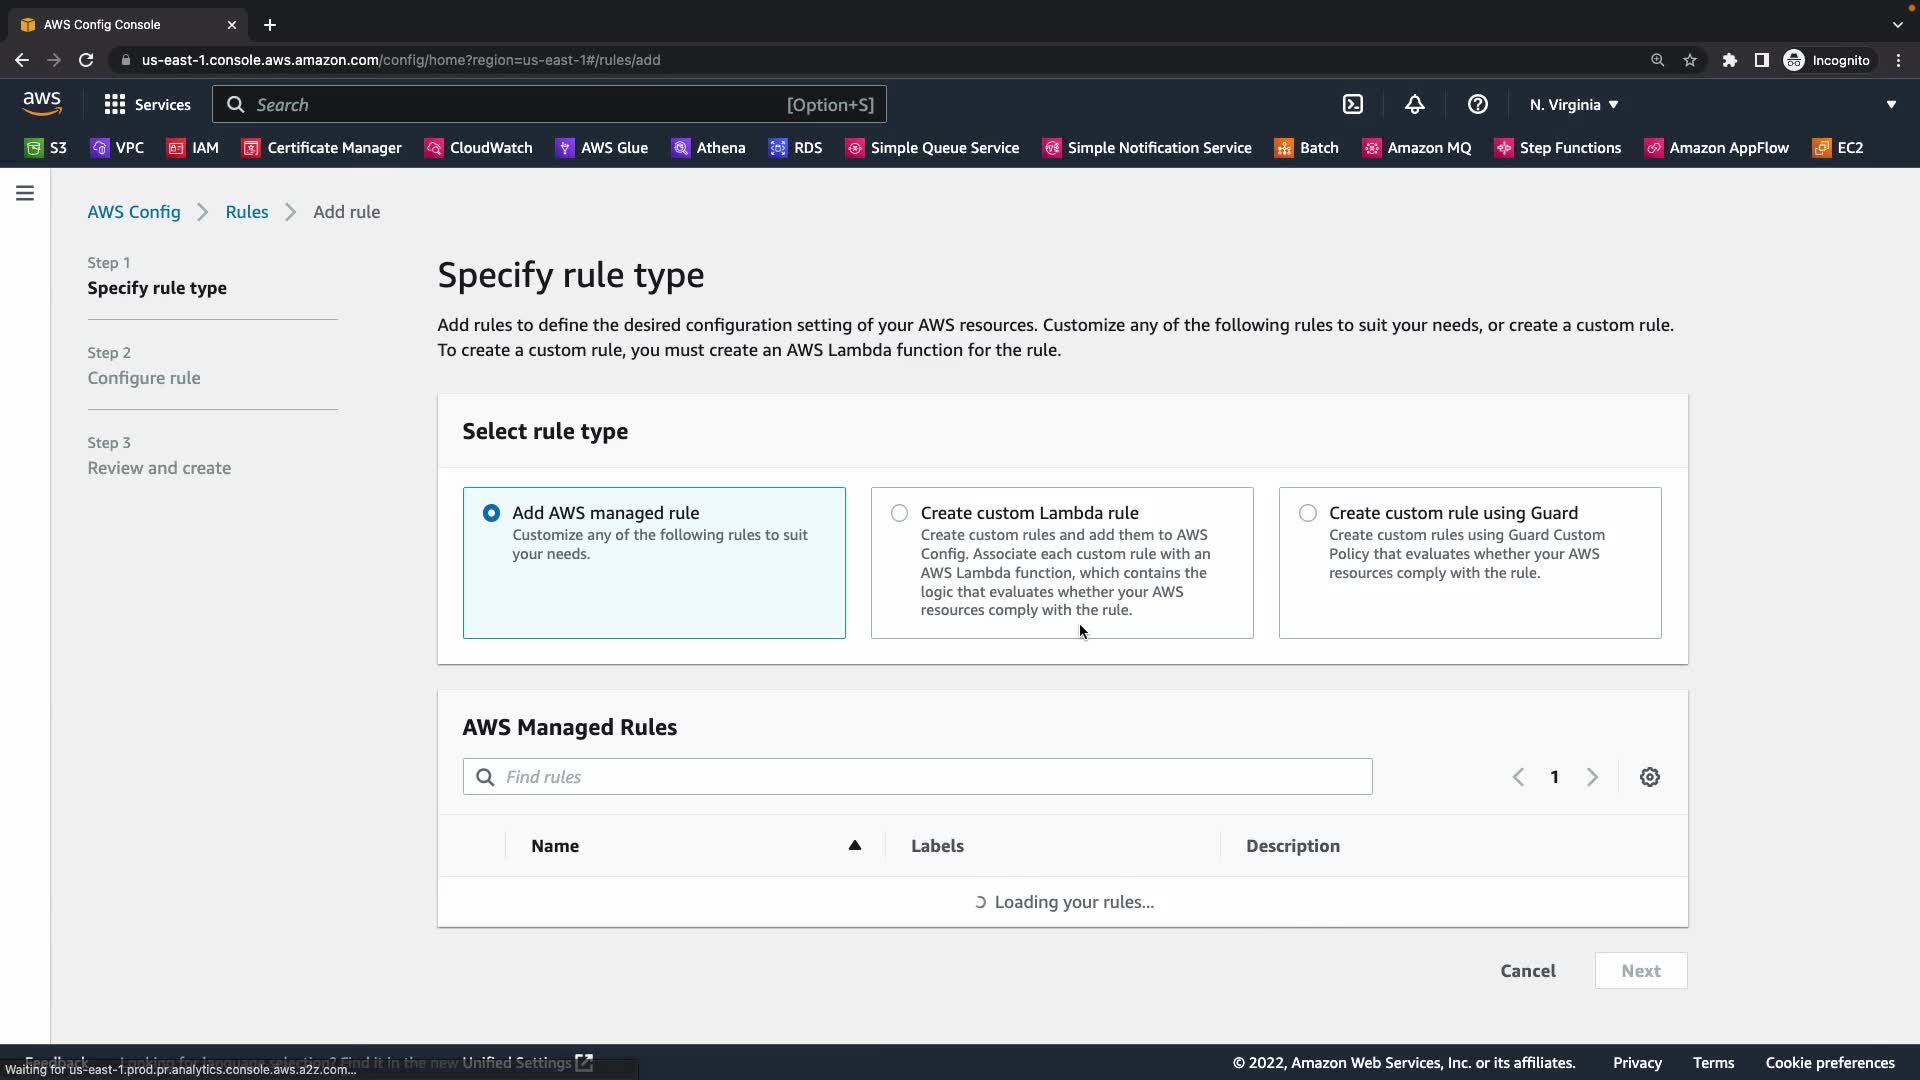 AWS Config Console
us-east-1.console.aws.amazon.com/config/home?region=us-east-1#/rules/add
Incognito
aws
Services
Search
[Option+S]
N. Virginia
S3
VPC
IAM
Certificate Manager
CloudWatch
AWS Glue
Athena
RDS
Simple Queue Service
Simple Notification Service
Batch
Amazon MQ
Step Functions
Amazon AppFlow
EC2
AWS Config
Rules
Add rule
Step 1
Specify rule type
Step 2
Configure rule
Step 3
Review and create
Specify rule type
Add rules to define the desired configuration setting of your AWS resources. Customize any of the following rules to suit your needs, or create a custom rule.
To create a custom rule, you must create an AWS Lambda function for the rule.
Select rule type
Add AWS managed rule
Customize any of the following rules to suit
your needs.
Create custom Lambda rule
Create custom rules and add them to AWS
Config. Associate each custom rule with an
AWS Lambda function, which contains the
logic that evaluates whether your AWS
resources comply with the rule.
Create custom rule using Guard
Create custom rules using Guard Custom
Policy that evaluates whether your AWS
resources comply with the rule.
AWS Managed Rules
Find rules
1
Name
Labels
Description
Loading your rules...
Cancel
Next
Feedback
Looking for language selection? Find it in the new Unified Settings
Waiting for us-east-1.prod.pr.analytics.console.aws.a2z.com...
© 2022, Amazon Web Services, Inc. or its affiliates.
Privacy
Terms
Cookie preferences